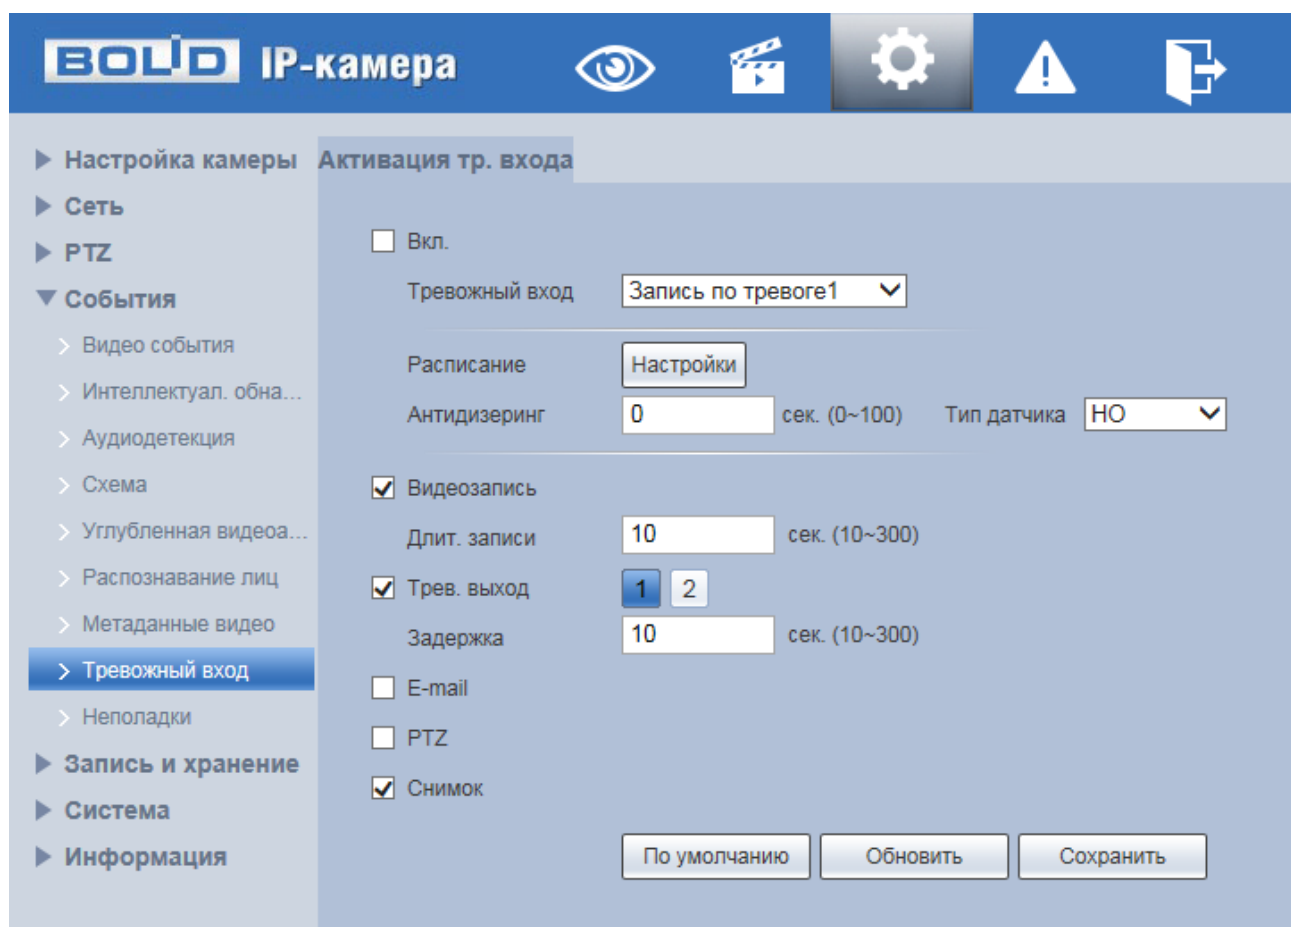 BOLID IP-камера
Настройка камеры
Сеть
PTZ
События
Видео события
Интеллектуал. обна...
Аудиодетекция
Схема
Углубленная видеоа...
Распознавание лиц
Метаданные видео
Тревожный вход
Неполадки
Запись и хранение
Система
Информация
Активация тр. входа
Вкл.
Тревожный вход Запись по тревоге1
Расписание Настройки
Антидизеринг 0 сек. (0~100) Тип датчика НО
Видеозапись
Длит. записи 10 сек. (10~300)
Трев. выход 1 2
Задержка 10 сек. (10~300)
E-mail
PTZ
Снимок
По умолчанию Обновить Сохранить